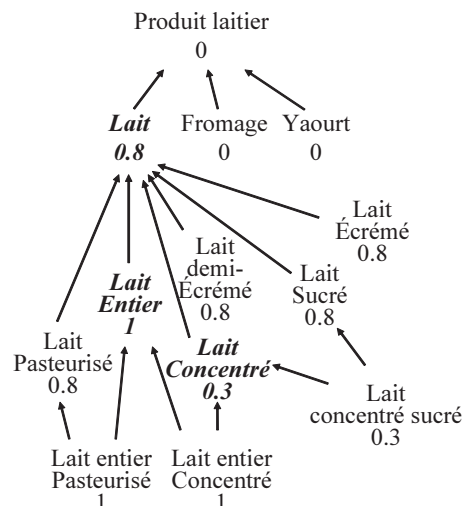 Produit laitier
0
Lait
0.8
Fromage
0
Yaourt
0
Lait
Écrémé
0.8
Lait
demi-
Écrémé
0.8
Lait
Sucré
0.8
Lait
Entier
1
Lait
Pasteurisé
0.8
Lait
Concentré
0.3
Lait
concentré sucré
0.3
Lait entier
Pasteurisé
1
Lait entier
Concentré
1